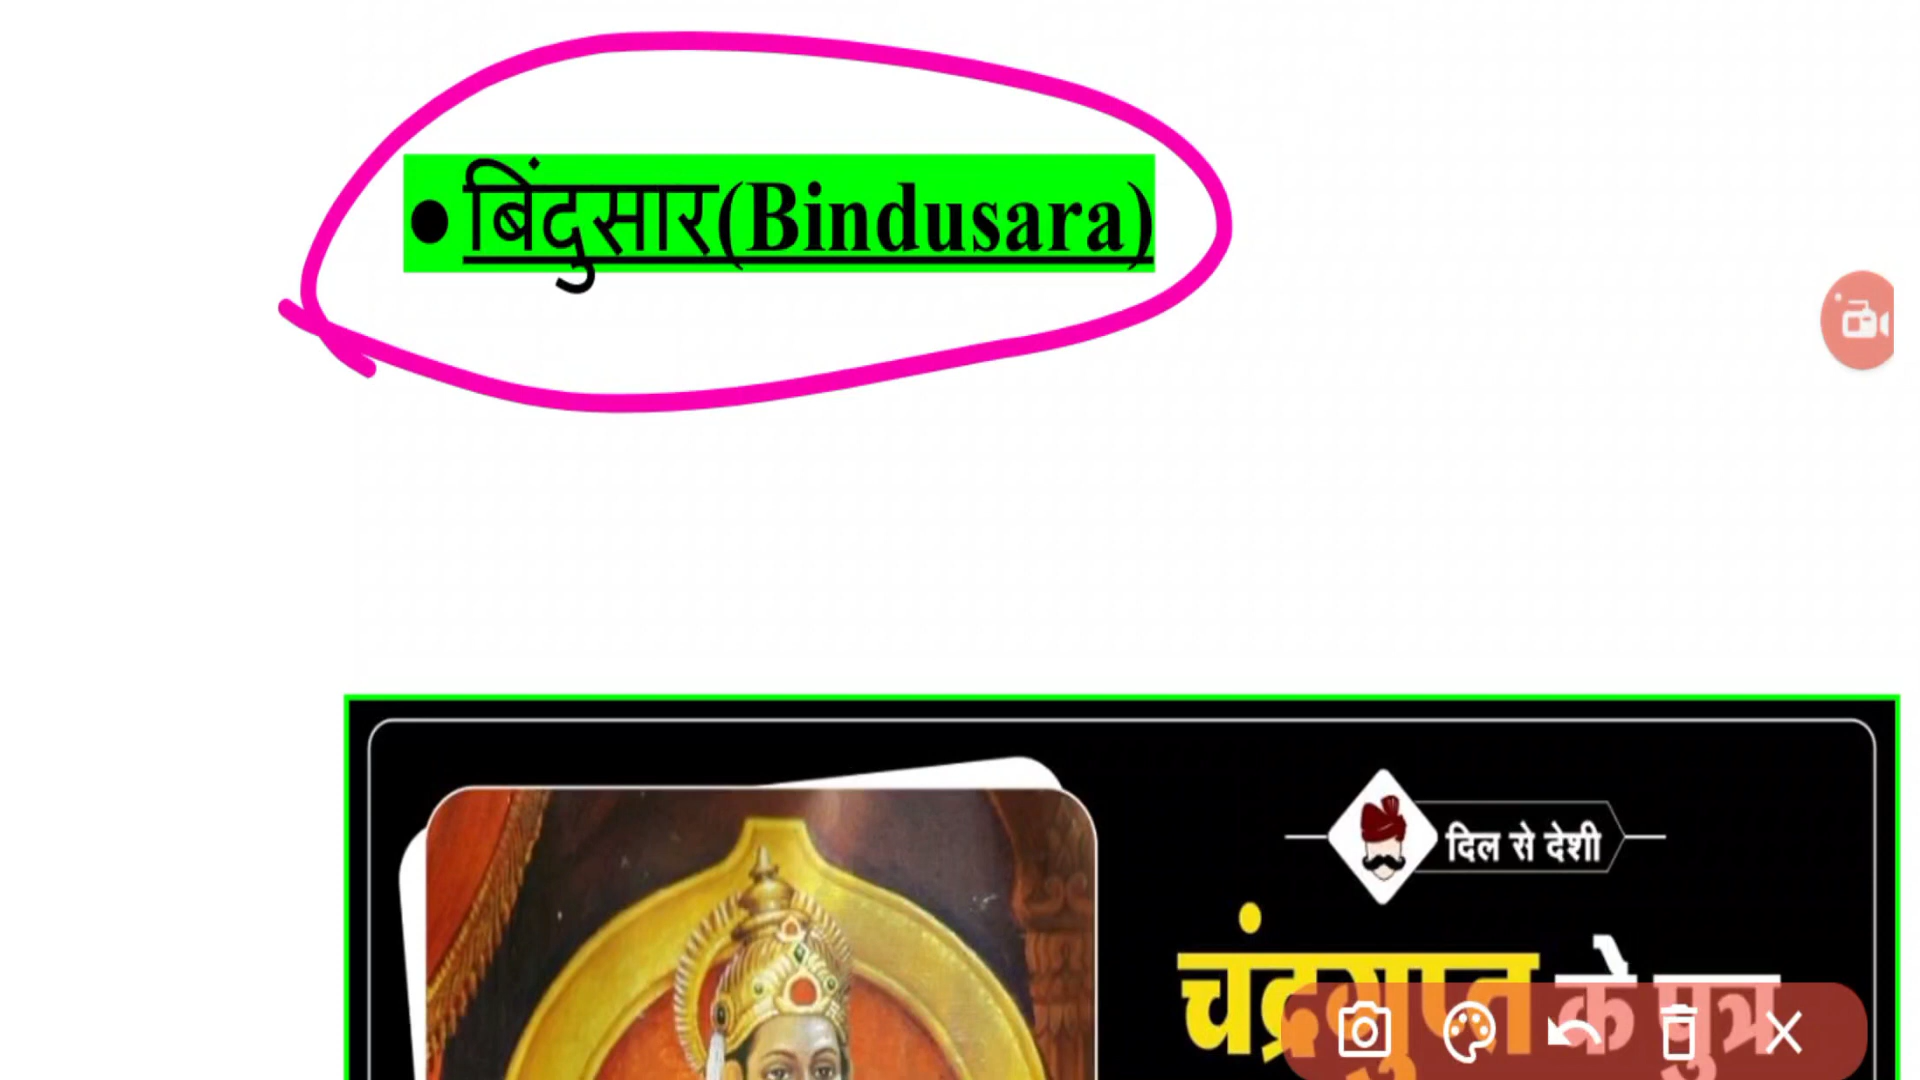 • बिंदुसार(Bindusara)
दिल से देशी
चंद्रगुप्त के पुत्र